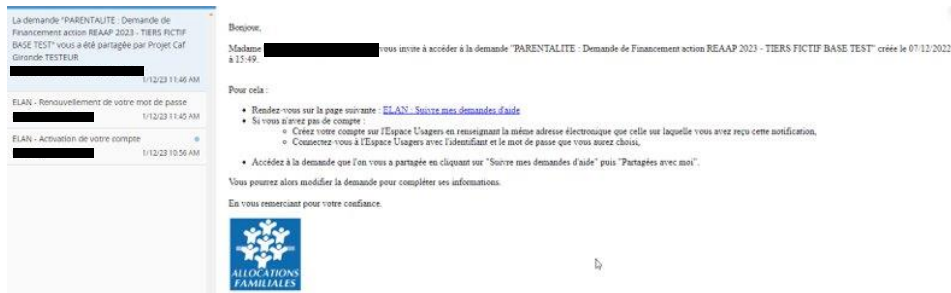 La demande "PARENTALITE : Demande de
Financement action REAAP 2023 - TIERS FICTIF
BASE TEST" vous a été partagée par Projet Caf
Gironde TESTEUR
1/12/23 11:46 AM
ELAN - Renouvellement de votre mot de passe
1/12/23 11:45 AM
ELAN - Activation de votre compte
1/12/23 10:56 AM
Bonjour,
Madame vous invite à accéder à la demande "PARENTALITE : Demande de Financement action REAAP 2023 - TIERS FICTIF BASE TEST" créée le 07/12/2022
à 15:49.
Pour cela :
• Rendez-vous sur la page suivante : ELAN : Suivre mes demandes d'aide
• Si vous n'avez pas de compte :
○ Créez votre compte sur l'Espace Usagers en renseignant la même adresse électronique que celle sur laquelle vous avez reçu cette notification,
○ Connectez-vous à l'Espace Usagers avec l'identifiant et le mot de passe que vous aurez choisi,
• Accédez à la demande que l'on vous a partagée en cliquant sur "Suivre mes demandes d'aide" puis "Partagées avec moi".
Vous pourrez alors modifier la demande pour compléter ses informations.
En vous remerciant pour votre confiance.
ALLOCATIONS
FAMILIALES